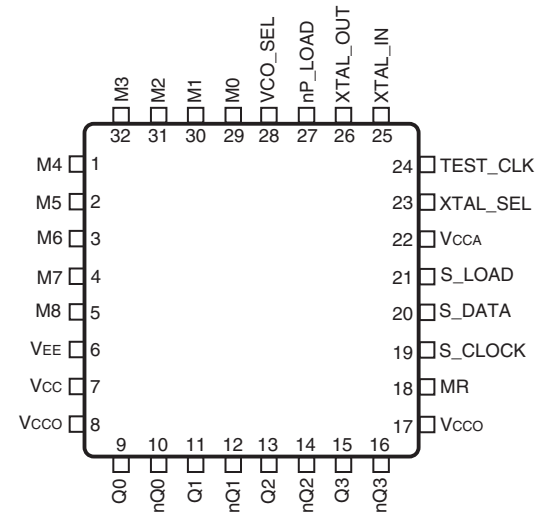 M3 M2 M1 M0 VCO_SEL nP_LOAD XTAL_OUT XTAL_IN
32 31 30 29 28 27 26 25
M4 1 24 TEST_CLK
M5 2 23 XTAL_SEL
M6 3 22 VCCA
M7 4 21 S_LOAD
M8 5 20 S_DATA
VEE 6 19 S_CLOCK
VCC 7 18 MR
VCCO 8 17 VCCO
9 10 11 12 13 14 15 16
Q0 nQ0 Q1 nQ1 Q2 nQ2 Q3 nQ3